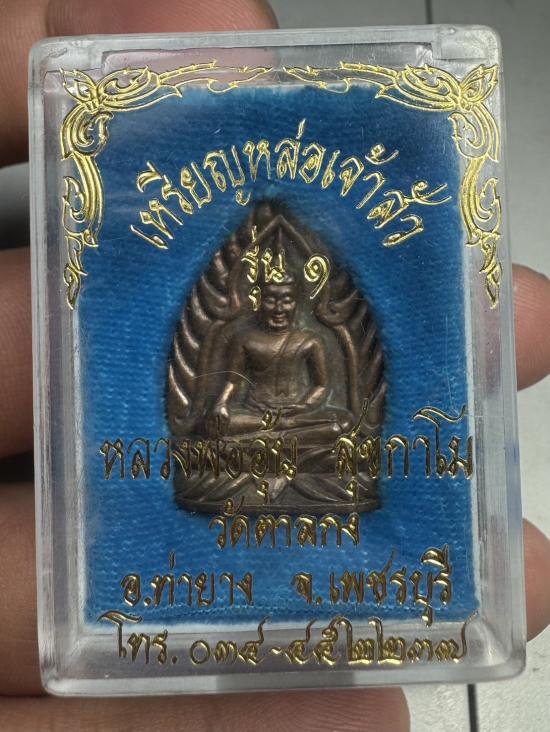 เหรียญหล่อเจ้าสัว
รุ่น ๑
หลวงพ่ออุ้น สุขกาโม
วัดตาลกง
อ.ท่ายาง จ.เพชรบุรี
โทร. ๐๓๔-๔๕๒๒๓๗